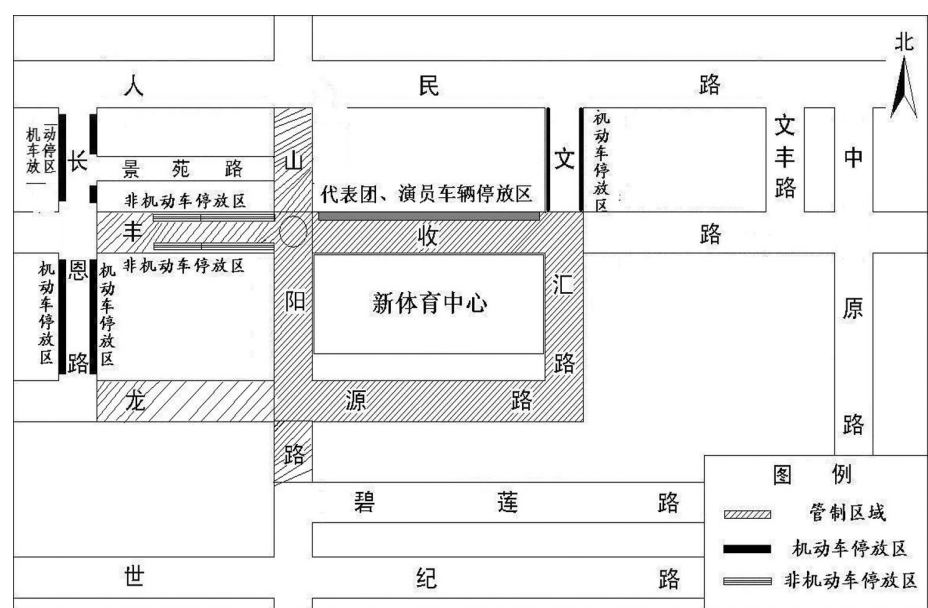 北
人民路
机动车停放区
长恩路
景苑路
山阳路
文汇路
机动车停放区
文丰路
中原路
代表团、演员车辆停放区
非机动车停放区
丰收路
非机动车停放区
机动车停放区
机动车停放区
新体育中心
龙源路
碧莲路
世纪路
图例
管制区域
机动车停放区
非机动车停放区